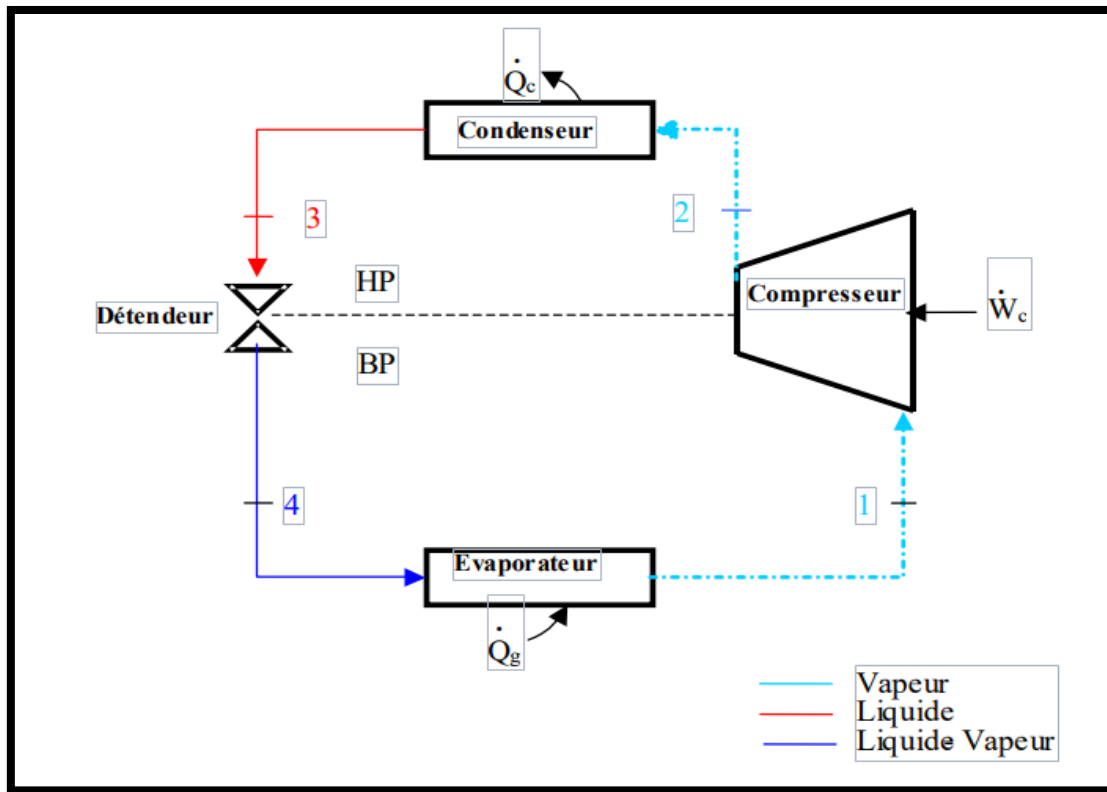 Q̇c
Condenseur
3
2
HP
Compresseur
Détendeur
Ẇc
BP
4
1
Evaporateur
Q̇g
Vapeur
Liquide
Liquide Vapeur